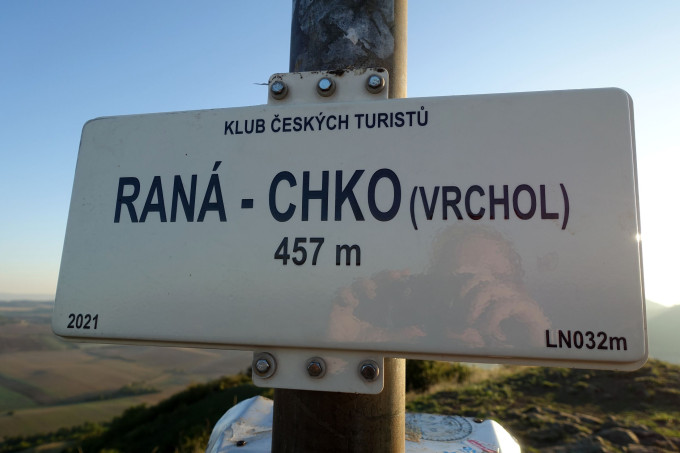 KLUB ČESKÝCH TURISTŮ
RANÁ - CHKO (VRCHOL)
457 m
2021
LN032m